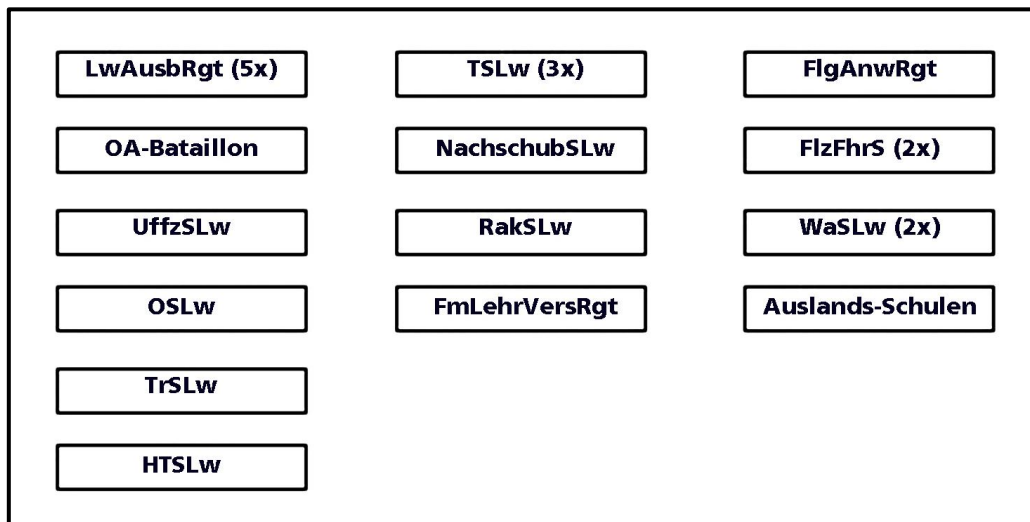 LwAusbRgt (5x)
TSLw (3x)
FlgAnwRgt
OA-Bataillon
NachschubSLw
FlzFhrS (2x)
UffzSLw
RakSLw
WaSLw (2x)
OSLw
FmLehrVersRgt
Auslands-Schulen
TrSLw
HTSLw